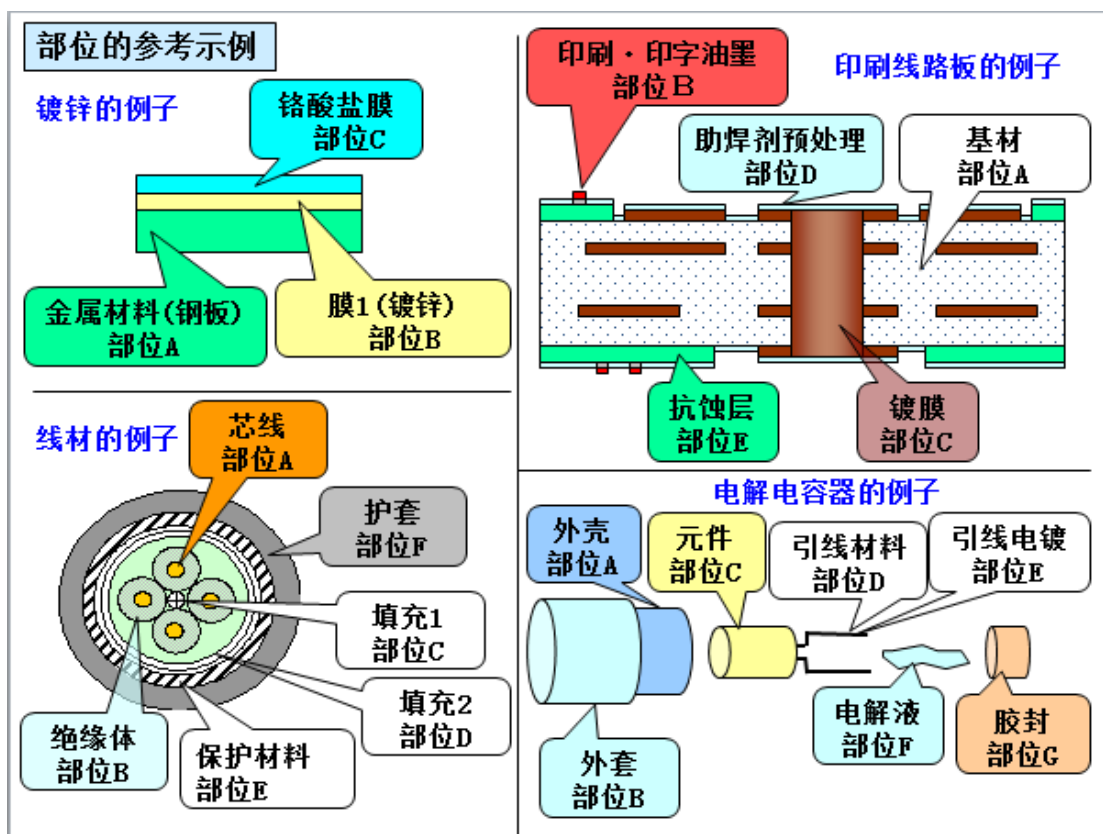 部位的参考示例
镀锌的例子
铬酸盐膜
部位C
金属材料(钢板)
部位A
膜1(镀锌)
部位B
印刷·印字油墨
部位B
印刷线路板的例子
助焊剂预处理
部位D
基材
部位A
抗蚀层
部位E
镀膜
部位C
线材的例子
芯线
部位A
护套
部位F
填充1
部位C
填充2
部位D
绝缘体
部位B
保护材料
部位E
电解电容器的例子
外壳
部位A
元件
部位C
引线材料
部位D
引线电镀
部位E
外套
部位B
电解液
部位F
胶封
部位G